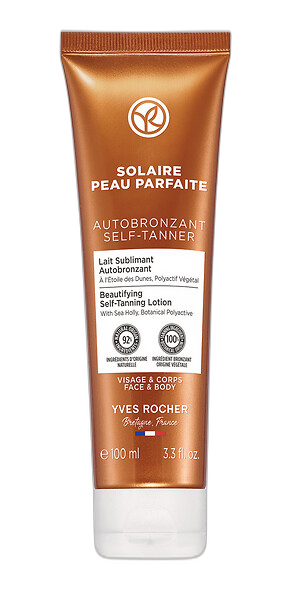 SOLAIRE
PEAU PARFAITE
AUTOBRONZANT
SELF-TANNER
Lait Sublimant
Autobronzant
À l'Étoile des Dunes, Polyactif Végétal
Beautifying
Self-Tanning Lotion
With Sea Holly, Botanical Polyactive
92%
100%
INGRÉDIENTS D'ORIGINE
NATURELLE
INGRÉDIENT BRONZANT
ORIGINE VÉGÉTALE
VISAGE & CORPS
FACE & BODY
YVES ROCHER
Bretagne, France
℮ 100 ml 3.3 fl. oz.